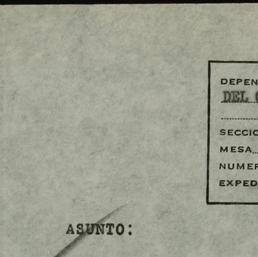 DEPEN
DEL
SECCIO
MESA
NUMER
EXPED
ASUNTO: